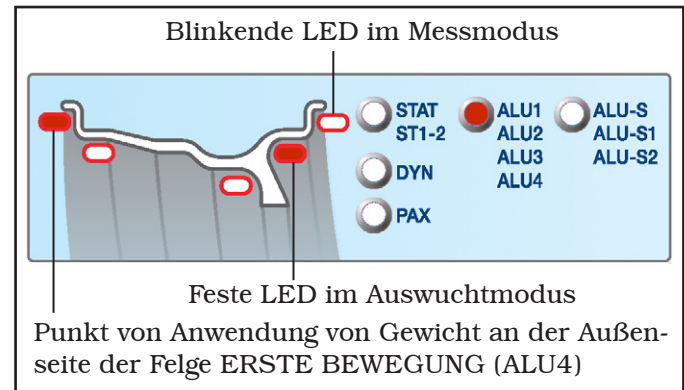 Blinkende LED im Messmodus
STAT
ST1-2
DYN
PAX
ALU1
ALU2
ALU3
ALU4
ALU-S
ALU-S1
ALU-S2
Feste LED im Auswuchtmodus
Punkt von Anwendung von Gewicht an der Außen-
seite der Felge ERSTE BEWEGUNG (ALU4)